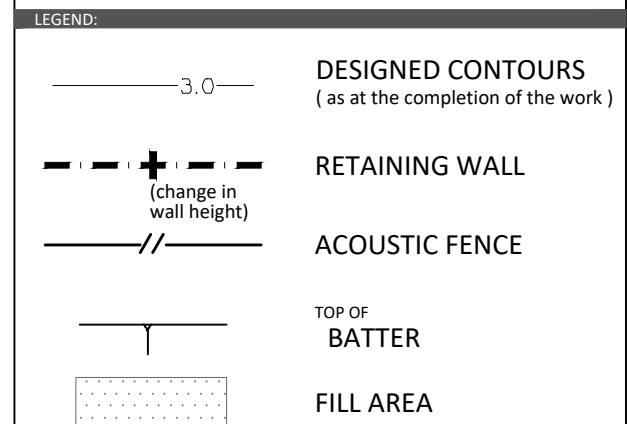 LEGEND:
3.0
DESIGNED CONTOURS
( as at the completion of the work )
RETAINING WALL
(change in
wall height)
ACOUSTIC FENCE
TOP OF
BATTER
FILL AREA